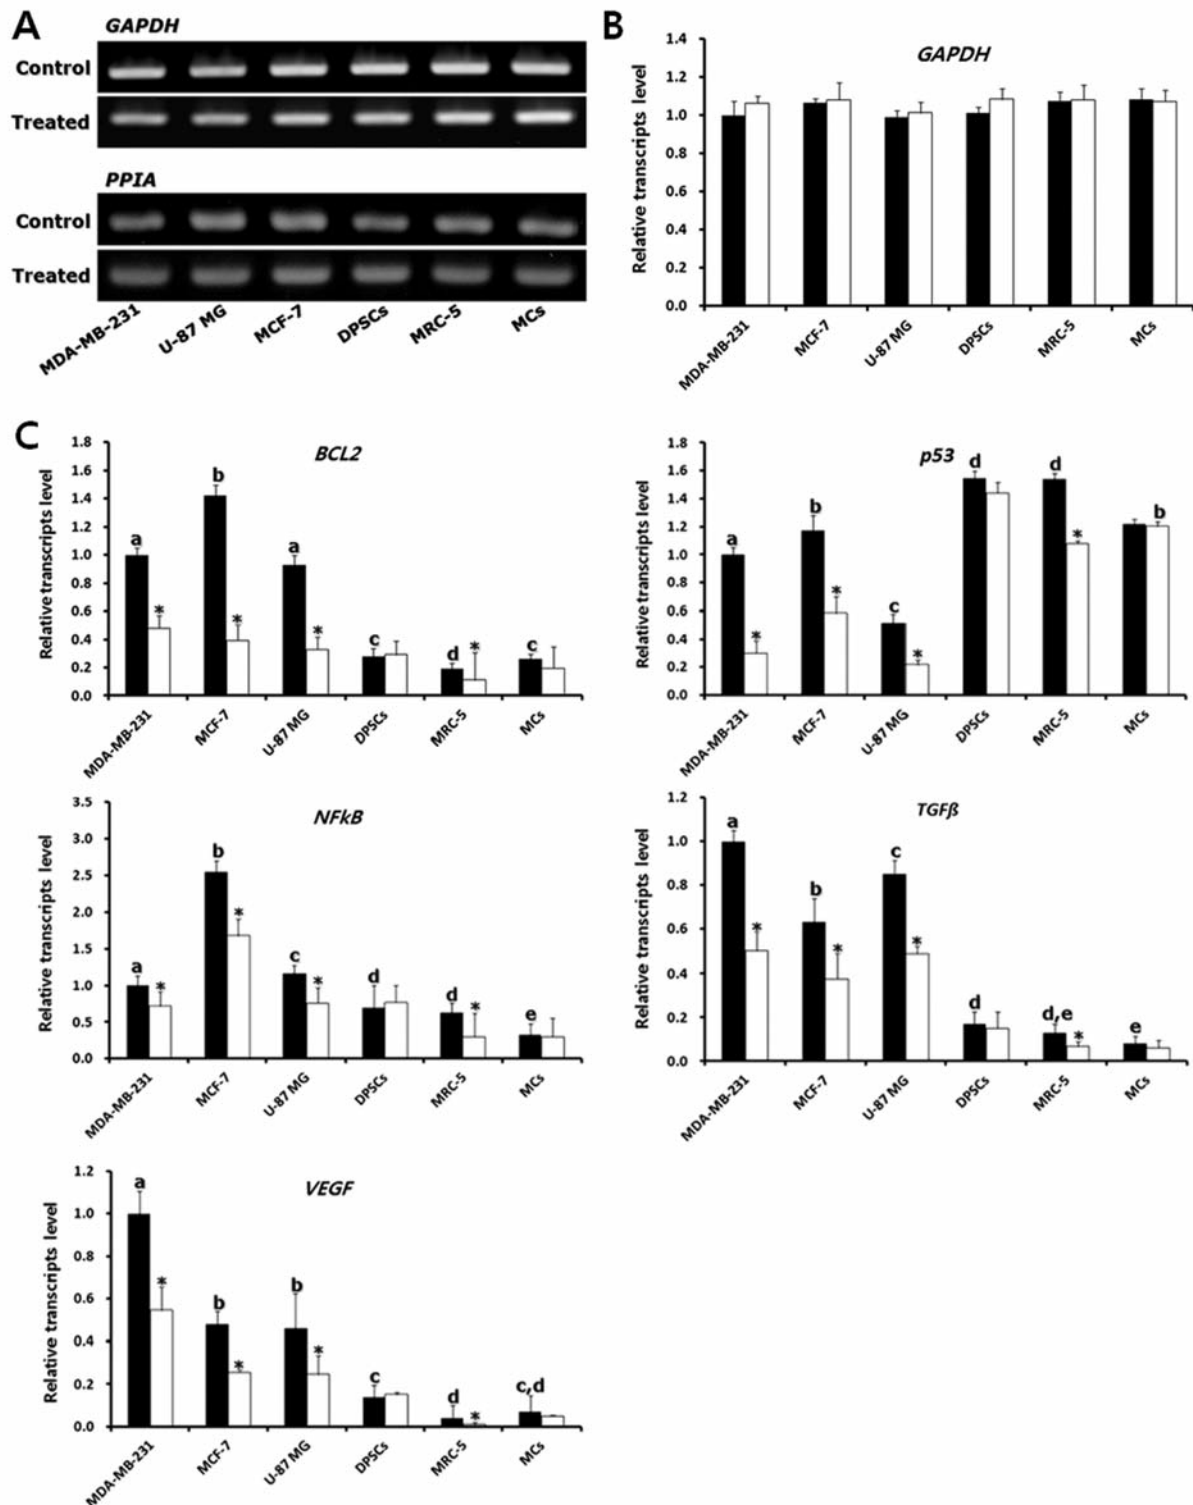 A
GAPDH
Control
Treated
PPIA
Control
Treated
MDA-MB-231
U-87 MG
MCF-7
DPSCs
MRC-5
MCs
B
GAPDH
Relative transcripts level
1.4
1.2
1.0
0.8
0.6
0.4
0.2
0.0
MDA-MB-231
MCF-7
U-87 MG
DPSCs
MRC-5
MCs
C
BCL2
Relative transcripts level
1.8
1.6
1.4
1.2
1.0
0.8
0.6
0.4
0.2
0.0
a
*
b
*
a
*
c
d
*
c
MDA-MB-231
MCF-7
U-87 MG
DPSCs
MRC-5
MCs
p53
Relative transcripts level
1.8
1.6
1.4
1.2
1.0
0.8
0.6
0.4
0.2
0.0
a
*
b
*
c
*
d
d
*
b
MDA-MB-231
MCF-7
U-87 MG
DPSCs
MRC-5
MCs
NFkB
Relative transcripts level
3.5
3.0
2.5
2.0
1.5
1.0
0.5
0.0
a
*
b
*
c
*
d
d
*
e
MDA-MB-231
MCF-7
U-87 MG
DPSCs
MRC-5
MCs
TGFβ
Relative transcripts level
1.2
1.0
0.8
0.6
0.4
0.2
0.0
a
*
b
*
c
*
d
d,e
*
e
MDA-MB-231
MCF-7
U-87 MG
DPSCs
MRC-5
MCs
VEGF
Relative transcripts level
1.2
1.0
0.8
0.6
0.4
0.2
0.0
a
*
b
*
b
*
c
d
*
c,d
MDA-MB-231
MCF-7
U-87 MG
DPSCs
MRC-5
MCs